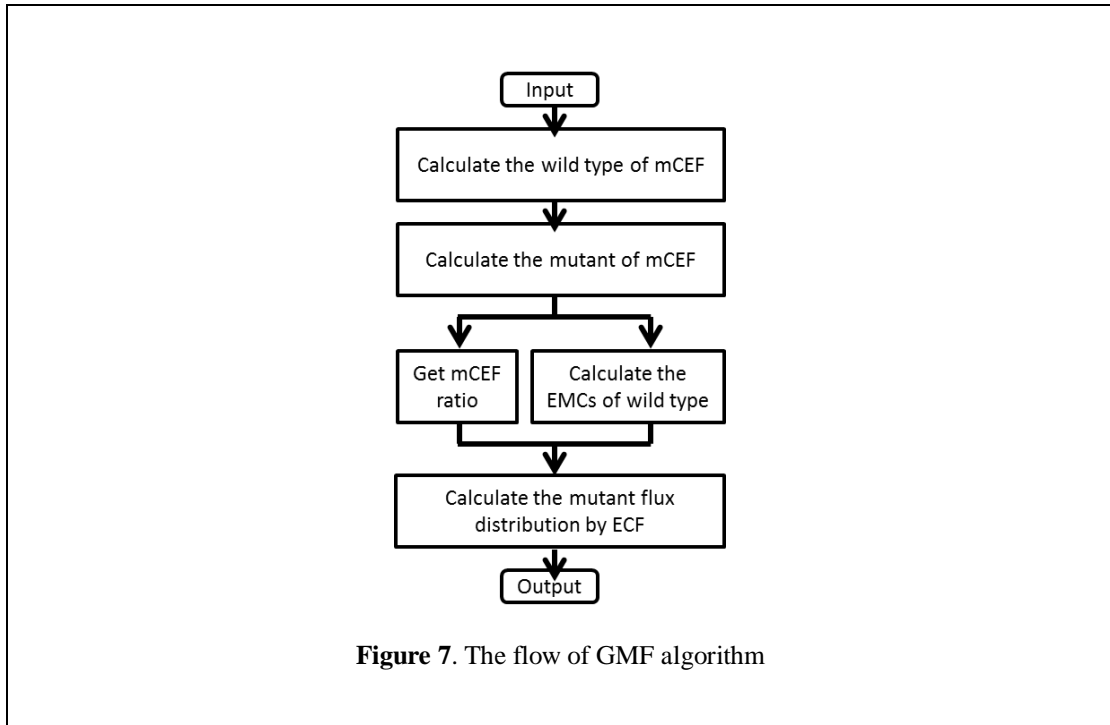 Input
Calculate the wild type of mCEF
Calculate the mutant of mCEF
Get mCEF
ratio
Calculate the
EMCs of wild type
Calculate the mutant flux
distribution by ECF
Output
Figure 7. The flow of GMF algorithm